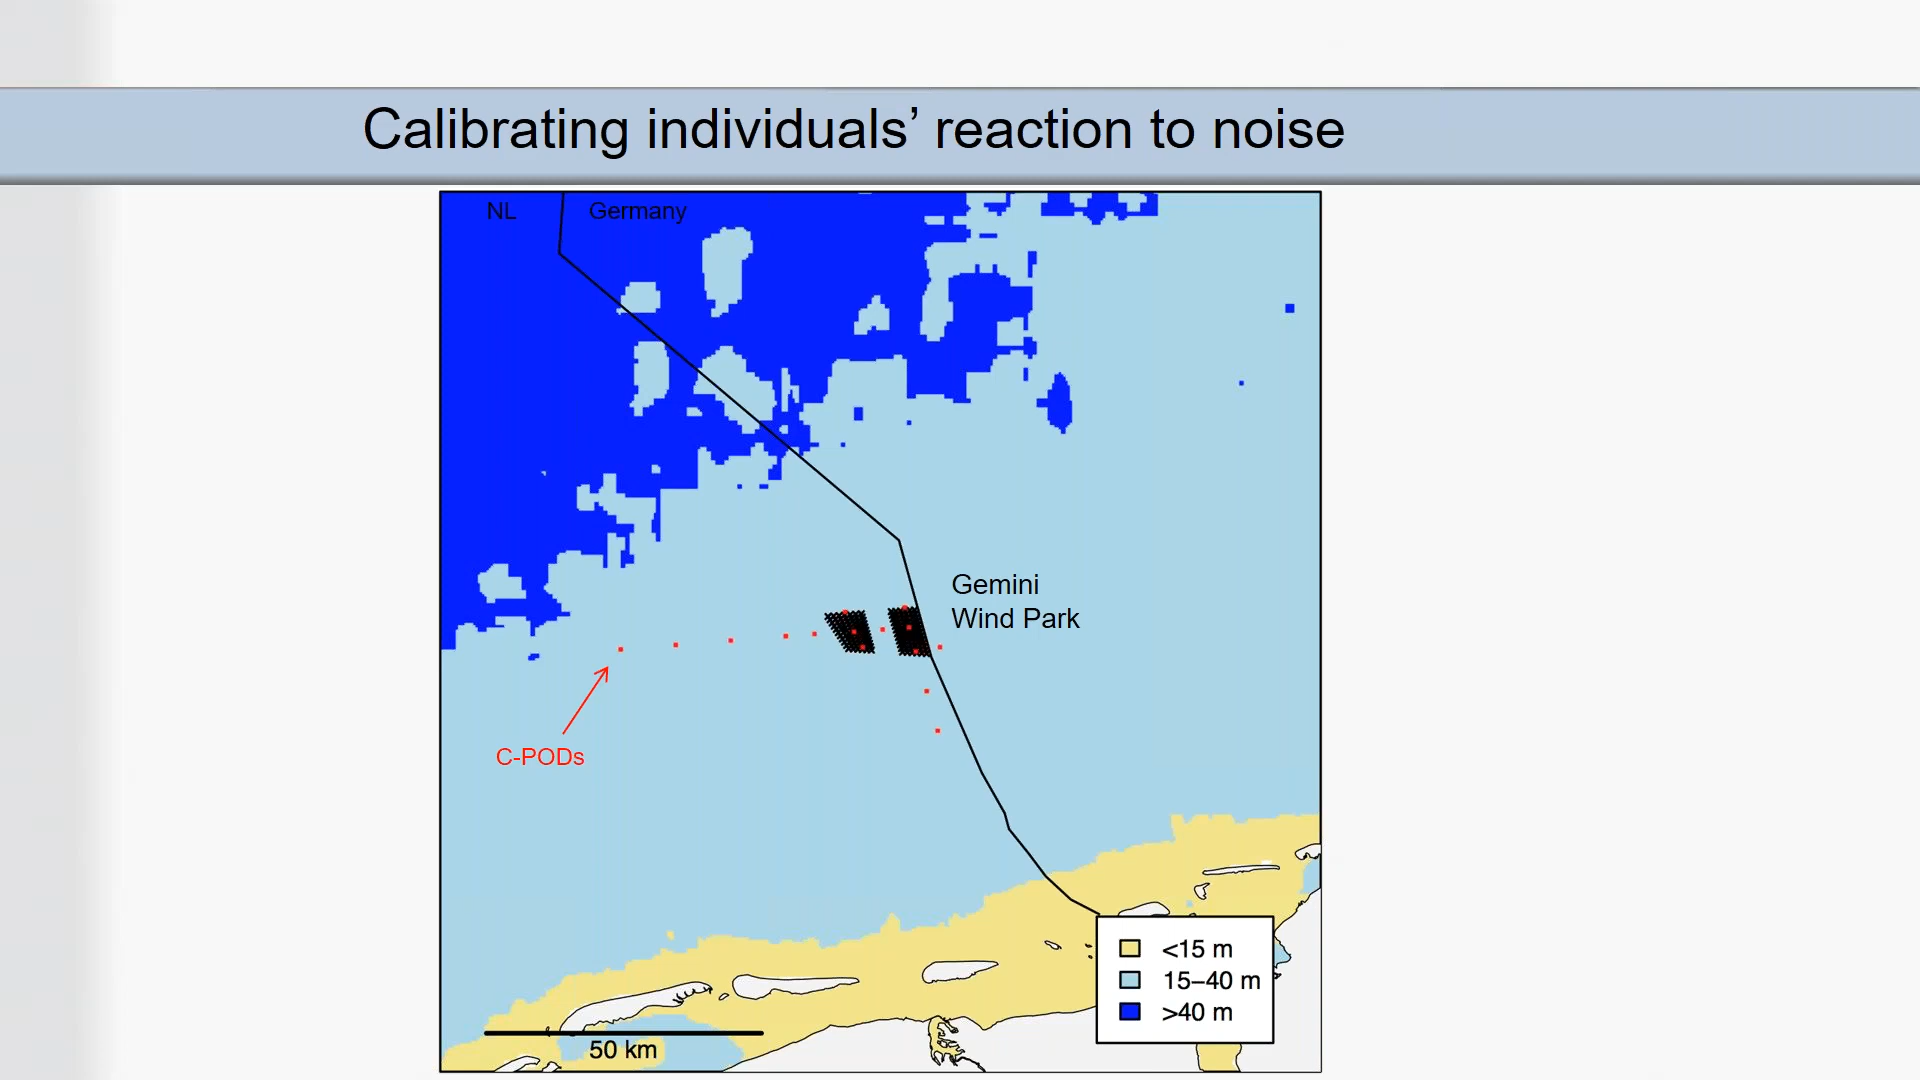 Calibrating individuals’ reaction to noise
NL
Germany
Gemini
Wind Park
C-PODs
<15 m
15–40 m
>40 m
50 km